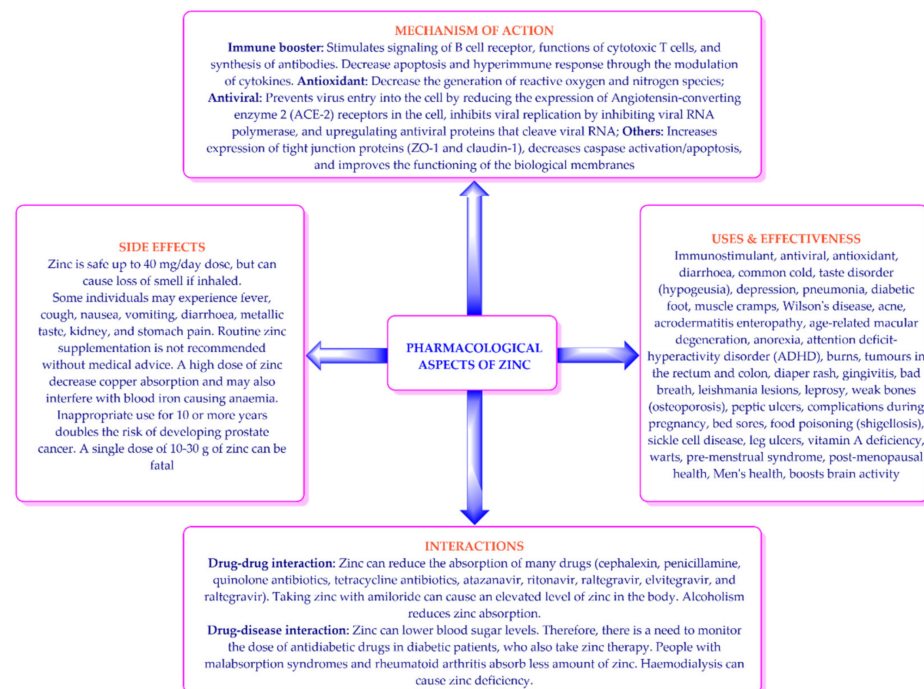 MECHANISM OF ACTION
Immune booster: Stimulates signaling of B cell receptor, functions of cytotoxic T cells, and
synthesis of antibodies. Decrease apoptosis and hyperimmune response through the modulation
of cytokines. Antioxidant: Decrease the generation of reactive oxygen and nitrogen species;
Antiviral: Prevents virus entry into the cell by reducing the expression of Angiotensin-converting
enzyme 2 (ACE-2) receptors in the cell, inhibits viral replication by inhibiting viral RNA
polymerase, and upregulating antiviral proteins that cleave viral RNA; Others: Increases
expression of tight junction proteins (ZO-1 and claudin-1), decreases caspase activation/apoptosis,
and improves the functioning of the biological membranes
SIDE EFFECTS
Zinc is safe up to 40 mg/day dose, but can
cause loss of smell if inhaled.
Some individuals may experience fever,
cough, nausea, vomiting, diarrhoea, metallic
taste, kidney, and stomach pain. Routine zinc
supplementation is not recommended
without medical advice. A high dose of zinc
decrease copper absorption and may also
interfere with blood iron causing anaemia.
Inappropriate use for 10 or more years
doubles the risk of developing prostate
cancer. A single dose of 10-30 g of zinc can be
fatal
PHARMACOLOGICAL
ASPECTS OF ZINC
USES & EFFECTIVENESS
Immunostimulant, antiviral, antioxidant,
diarrhoea, common cold, taste disorder
(hypogeusia), depression, pneumonia, diabetic
foot, muscle cramps, Wilson's disease, acne,
acrodermatitis enteropathy, age-related macular
degeneration, anorexia, attention deficit-
hyperactivity disorder (ADHD), burns, tumours in
the rectum and colon, diaper rash, gingivitis, bad
breath, leishmania lesions, leprosy, weak bones
(osteoporosis), peptic ulcers, complications during
pregnancy, bed sores, food poisoning (shigellosis),
sickle cell disease, leg ulcers, vitamin A deficiency,
warts, pre-menstrual syndrome, post-menopausal
health, Men's health, boosts brain activity
INTERACTIONS
Drug-drug interaction: Zinc can reduce the absorption of many drugs (cephalexin, penicillamine,
quinolone antibiotics, tetracycline antibiotics, atazanavir, ritonavir, raltegravir, elvitegravir, and
raltegravir). Taking zinc with amiloride can cause an elevated level of zinc in the body. Alcoholism
reduces zinc absorption.
Drug-disease interaction: Zinc can lower blood sugar levels. Therefore, there is a need to monitor
the dose of antidiabetic drugs in diabetic patients, who also take zinc therapy. People with
malabsorption syndromes and rheumatoid arthritis absorb less amount of zinc. Haemodialysis can
cause zinc deficiency.